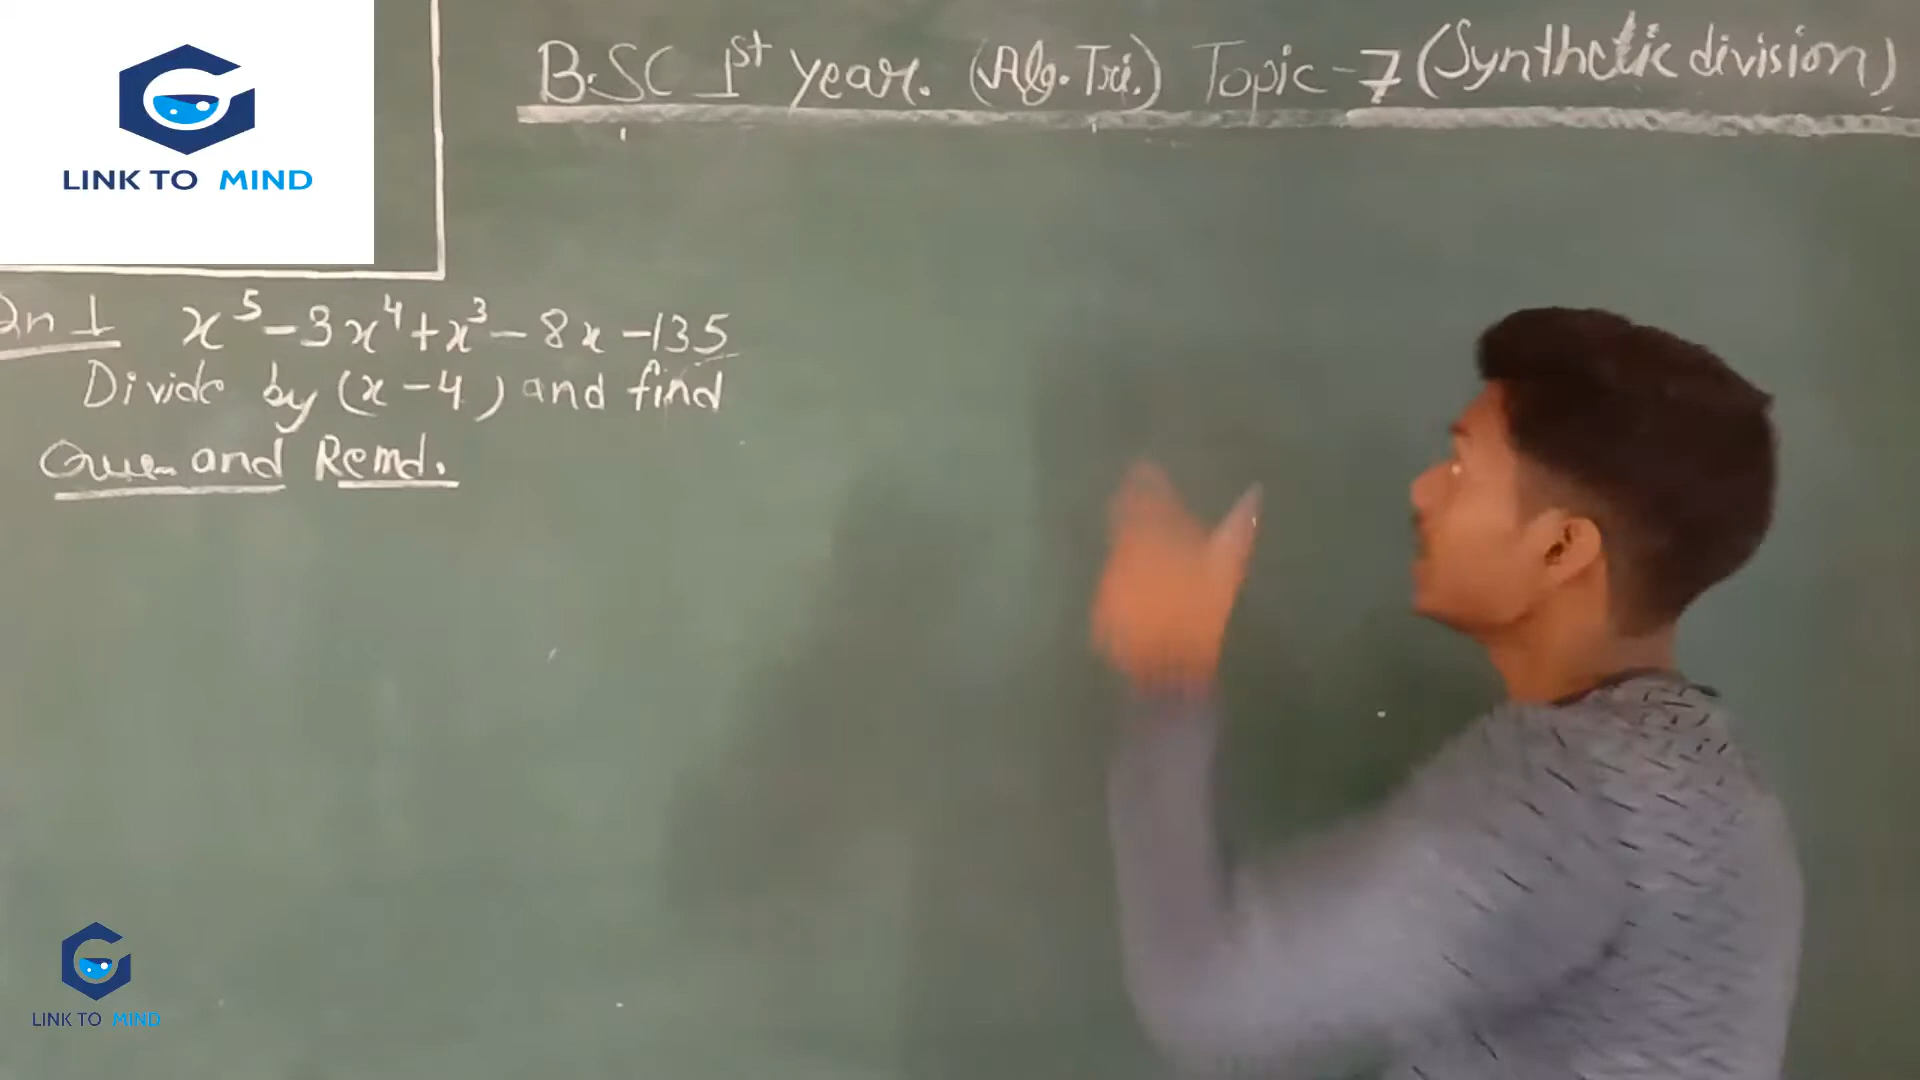 LINK TO MIND
B.SC 1st year. (Alg. Tri.) Topic-7 (Synthetic division)
Qn 1 x⁵-3x⁴+x³-8x-135
Divide by (x-4) and find
and Remd.
LINK TO MIND